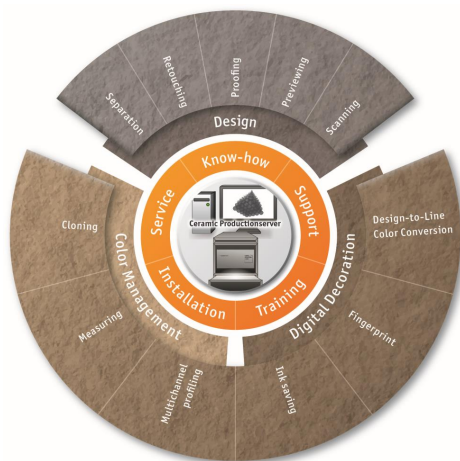 Separation
Retouching
Proofing
Previewing
Scanning
Design
Service
Know-how
Support
Ceramic Productionserver
Installation
Training
Color Management
Cloning
Measuring
Multichannel
profiling
Digital Decoration
Design-to-Line
Color Conversion
Fingerprint
Ink saving